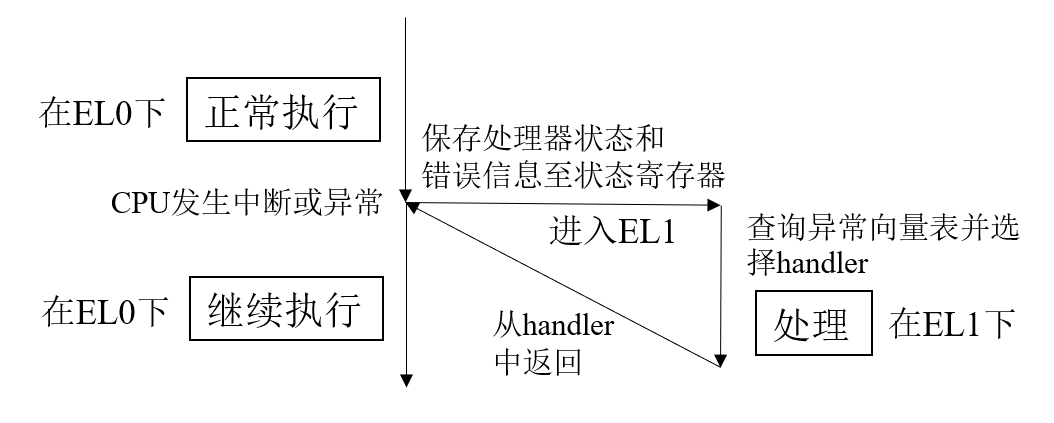 在EL0下
正常执行
保存处理器状态和
错误信息至状态寄存器
CPU发生中断或异常
进入EL1
查询异常向量表并选
择handler
在EL0下
继续执行
从handler
中返回
处理
在EL1下